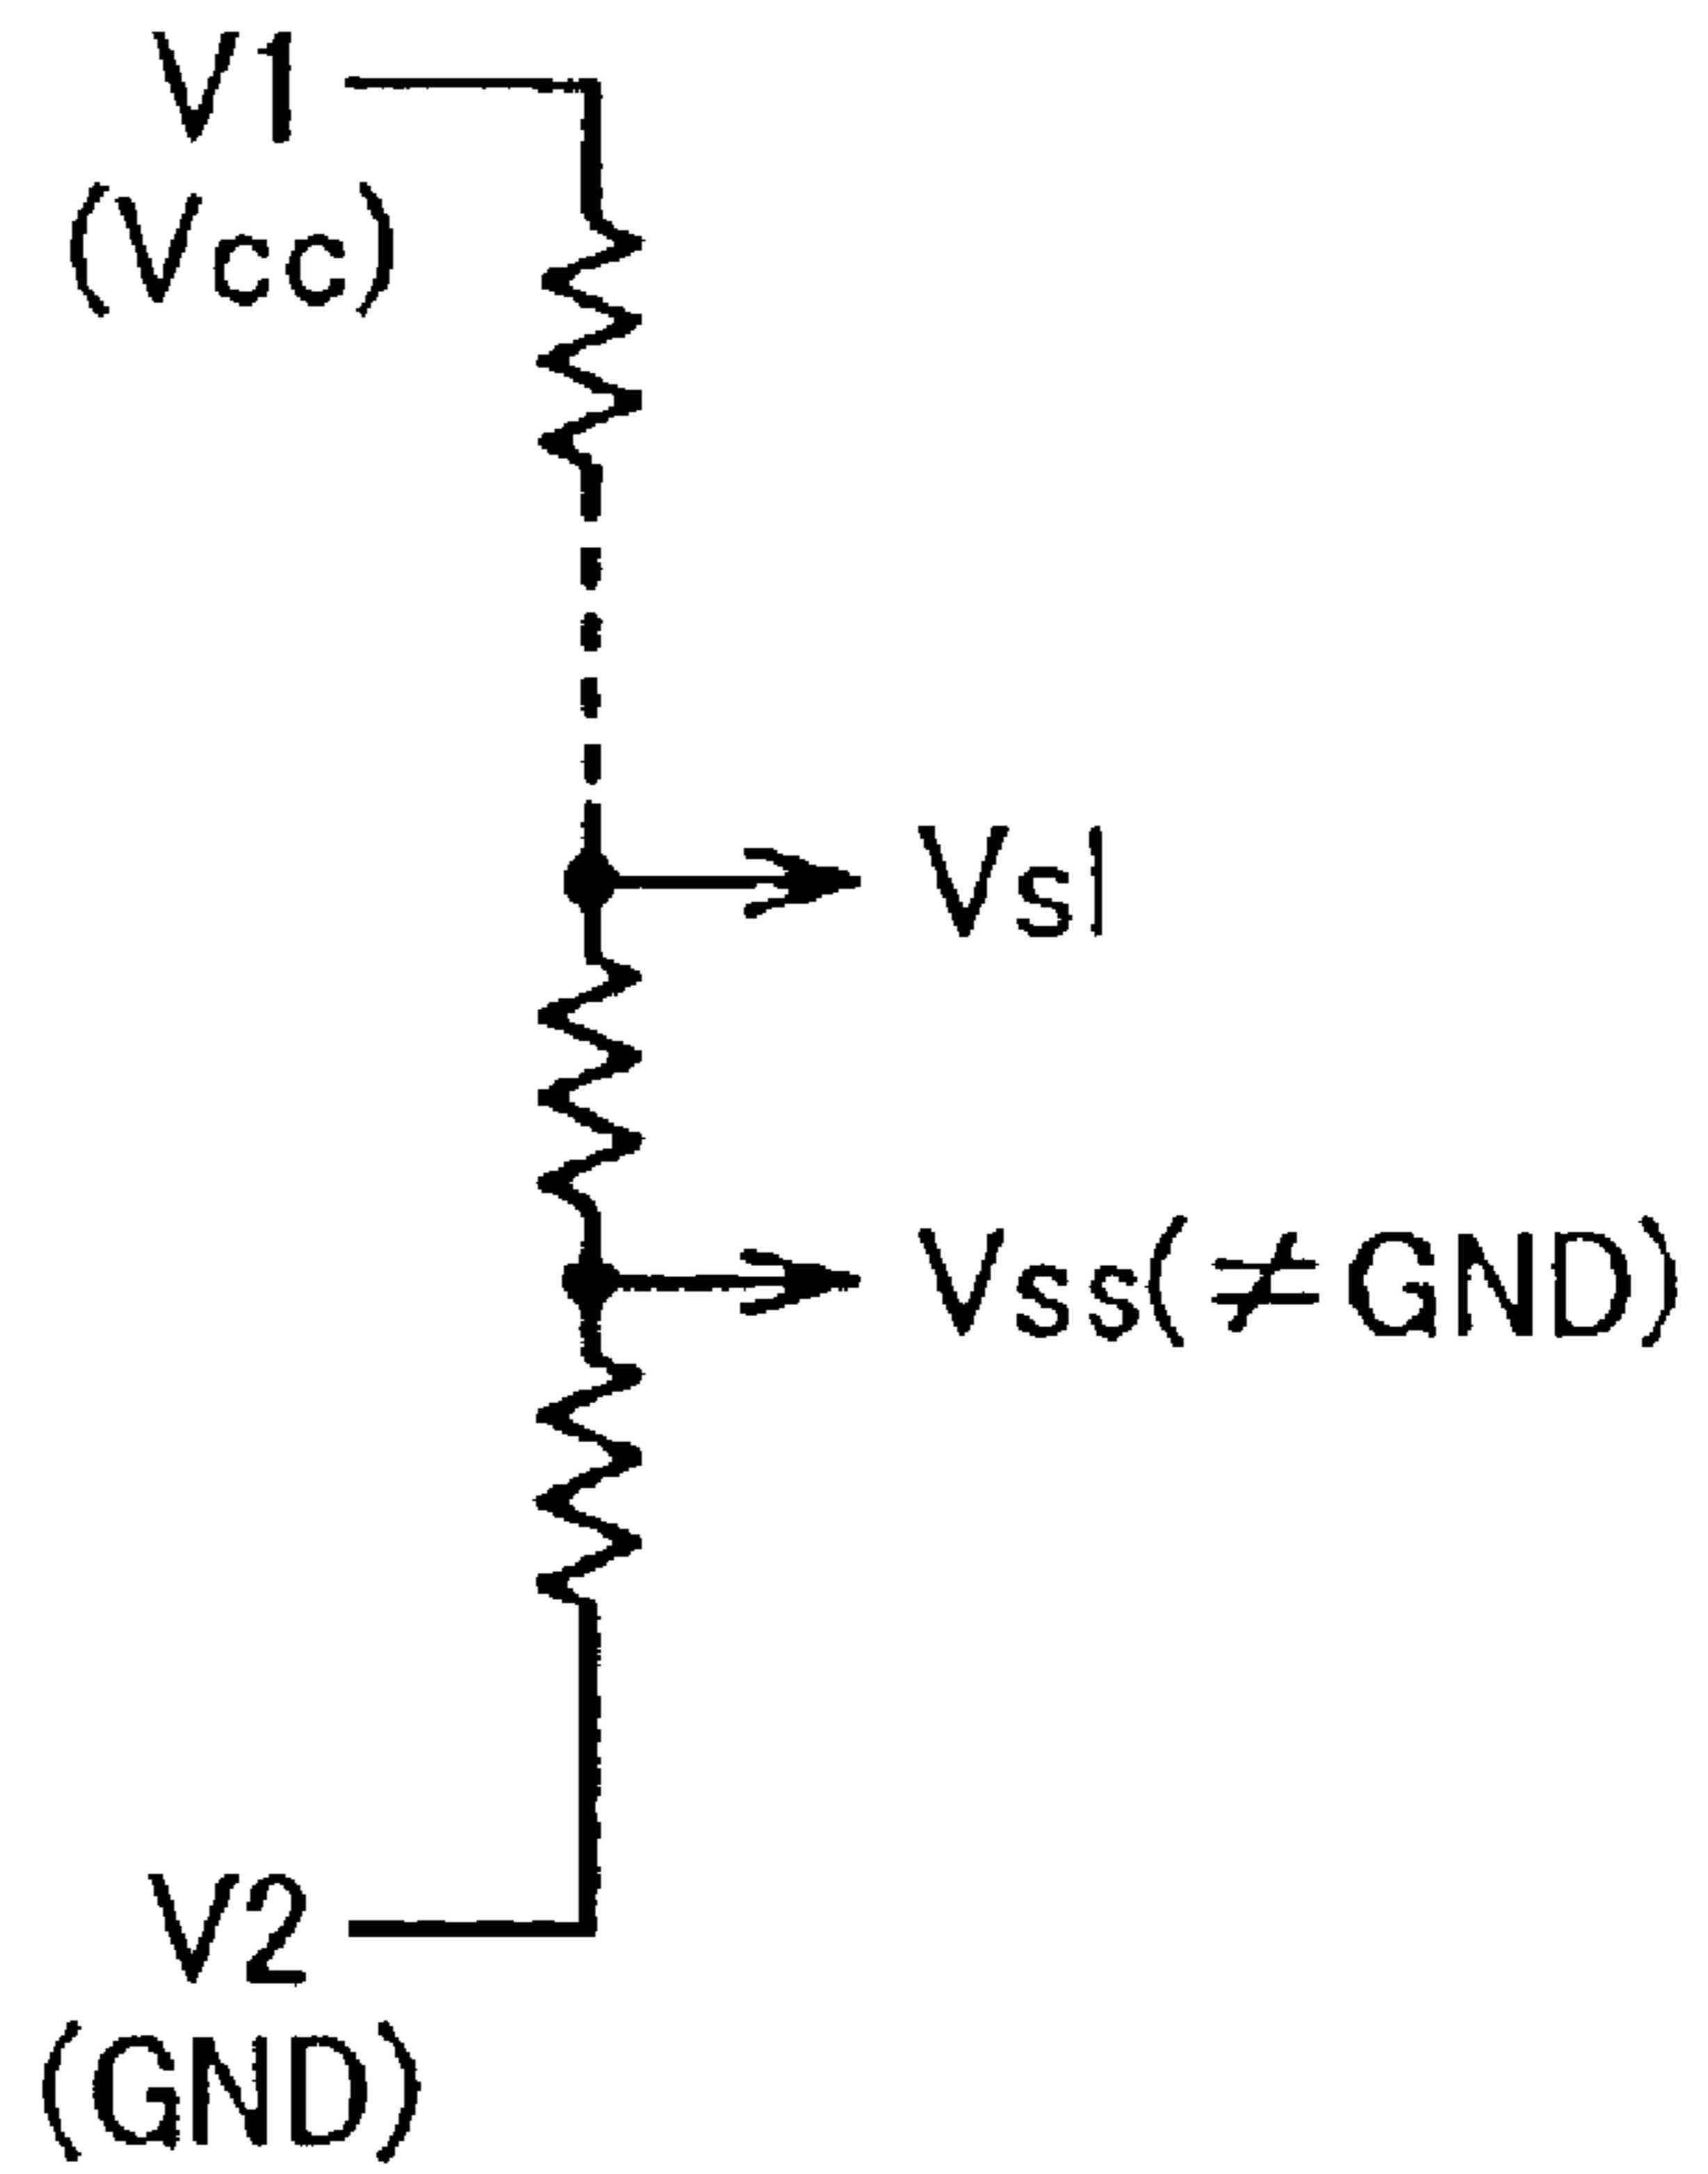 V1
(Vcc)
Vsl
Vss(≠GND)
V2
(GND)